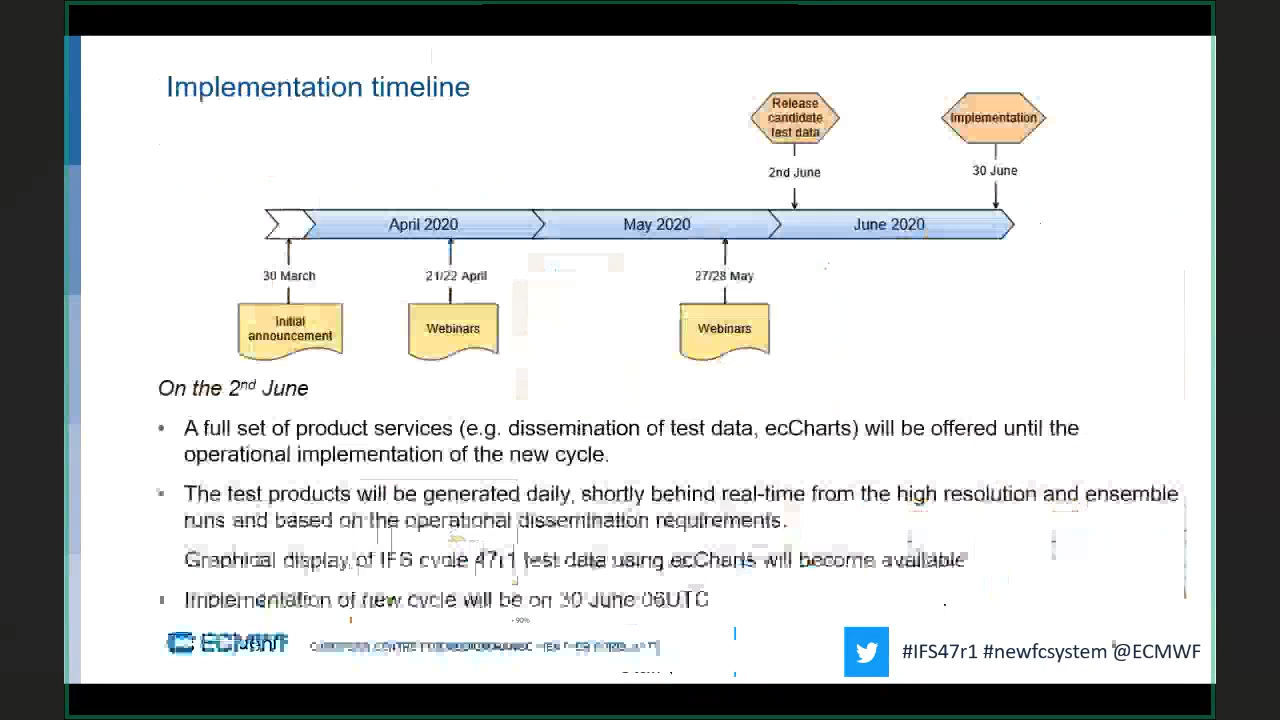 Implementation timeline
Release
candidate
test data
Implementation
2nd June
30 June
April 2020
May 2020
June 2020
30 March
21/22 April
27/28 May
Initial
announcement
Webinars
Webinars
On the 2nd June
• A full set of product services (e.g. dissemination of test data, ecCharts) will be offered until the
operational implementation of the new cycle.
• The test products will be generated daily, shortly behind real-time from the high resolution and ensemble
runs and based on the operational dissemination requirements.
Graphical display of IFS cycle 47r1 test data using ecCharts will become available
• Implementation of new cycle will be on 30 June 06UTC
90%
ECMWF
#IFS47r1 #newfcsystem @ECMWF